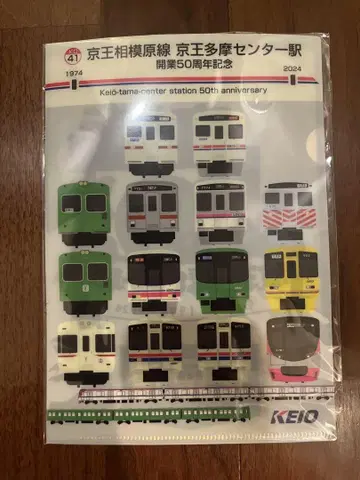 41
京王相模原線 京王多摩センター駅
開業50周年記念
1974
2024
Keiō-tama-center station 50th anniversary
KEIO